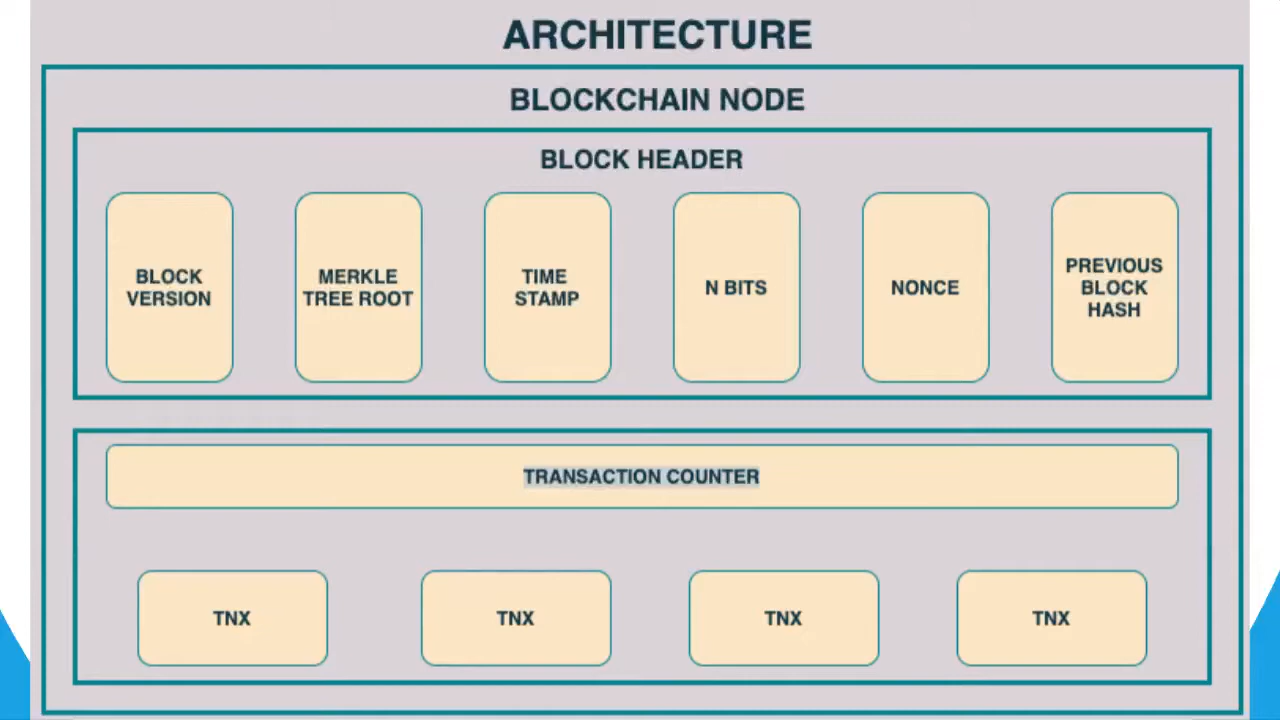 ARCHITECTURE
BLOCKCHAIN NODE
BLOCK HEADER
BLOCK
VERSION
MERKLE
TREE ROOT
TIME
STAMP
N BITS
NONCE
PREVIOUS
BLOCK
HASH
TRANSACTION COUNTER
TNX
TNX
TNX
TNX